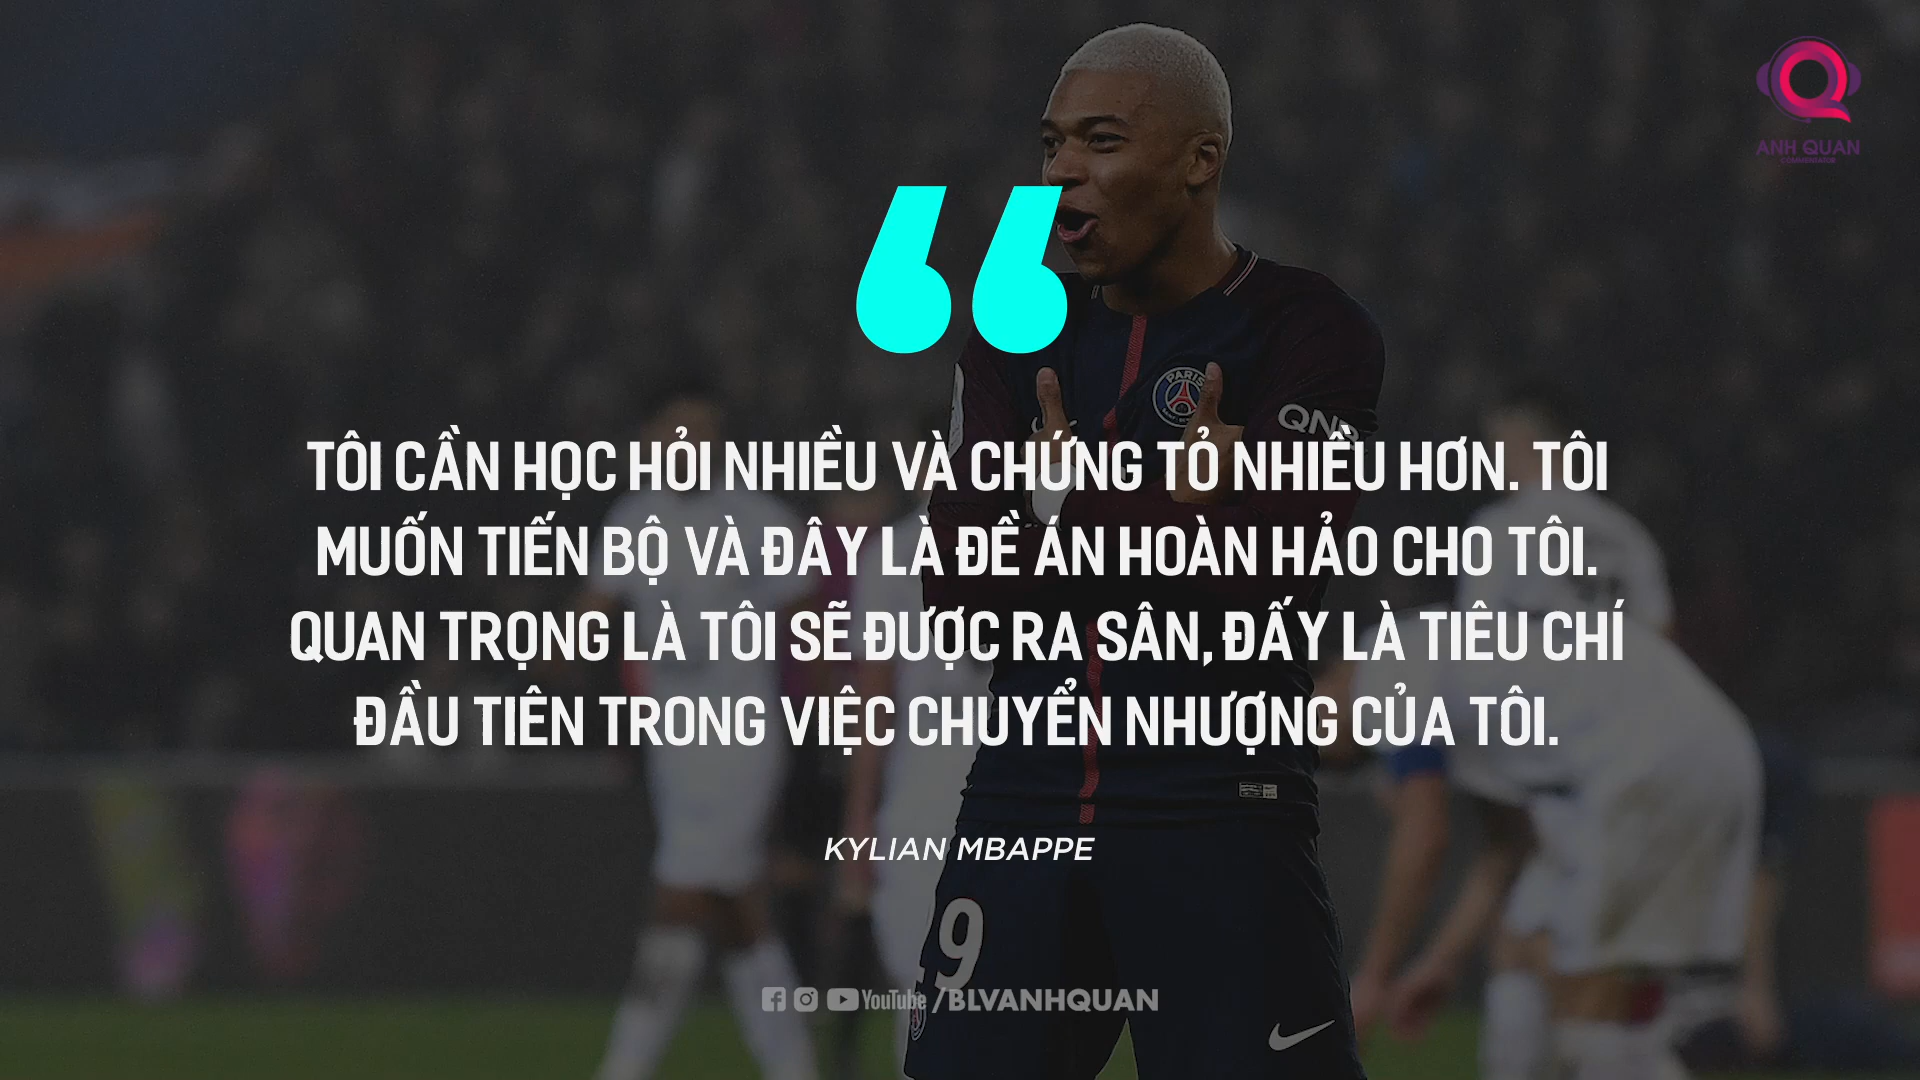 ANH QUAN
COMMENTATOR
PARIS
QNB
TÔI CẦN HỌC HỎI NHIỀU VÀ CHỨNG TỎ NHIỀU HƠN. TÔI
MUỐN TIẾN BỘ VÀ ĐÂY LÀ ĐỀ ÁN HOÀN HẢO CHO TÔI.
QUAN TRỌNG LÀ TÔI SẼ ĐƯỢC RA SÂN, ĐẤY LÀ TIÊU CHÍ
ĐẦU TIÊN TRONG VIỆC CHUYỂN NHƯỢNG CỦA TÔI.
KYLIAN MBAPPE
9
YouTube /BLVANHQUAN